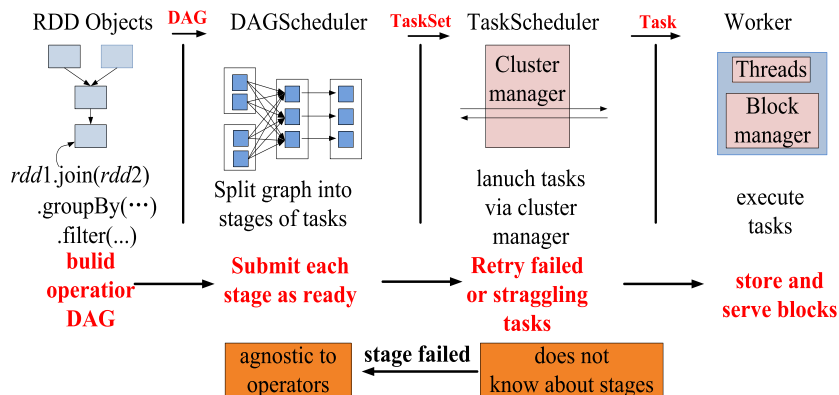 RDD Objects
DAG
DAGScheduler
TaskSet
TaskScheduler
Task
Worker
Cluster
manager
Threads
Block
manager
rdd1.join(rdd2)
.groupBy(⋯)
.filter(...)
Split graph into
stages of tasks
lanuch tasks
via cluster
manager
execute
tasks
bulid
operatior
DAG
Submit each
stage as ready
Retry failed
or straggling
tasks
store and
serve blocks
agnostic to
operators
stage failed
does not
know about stages